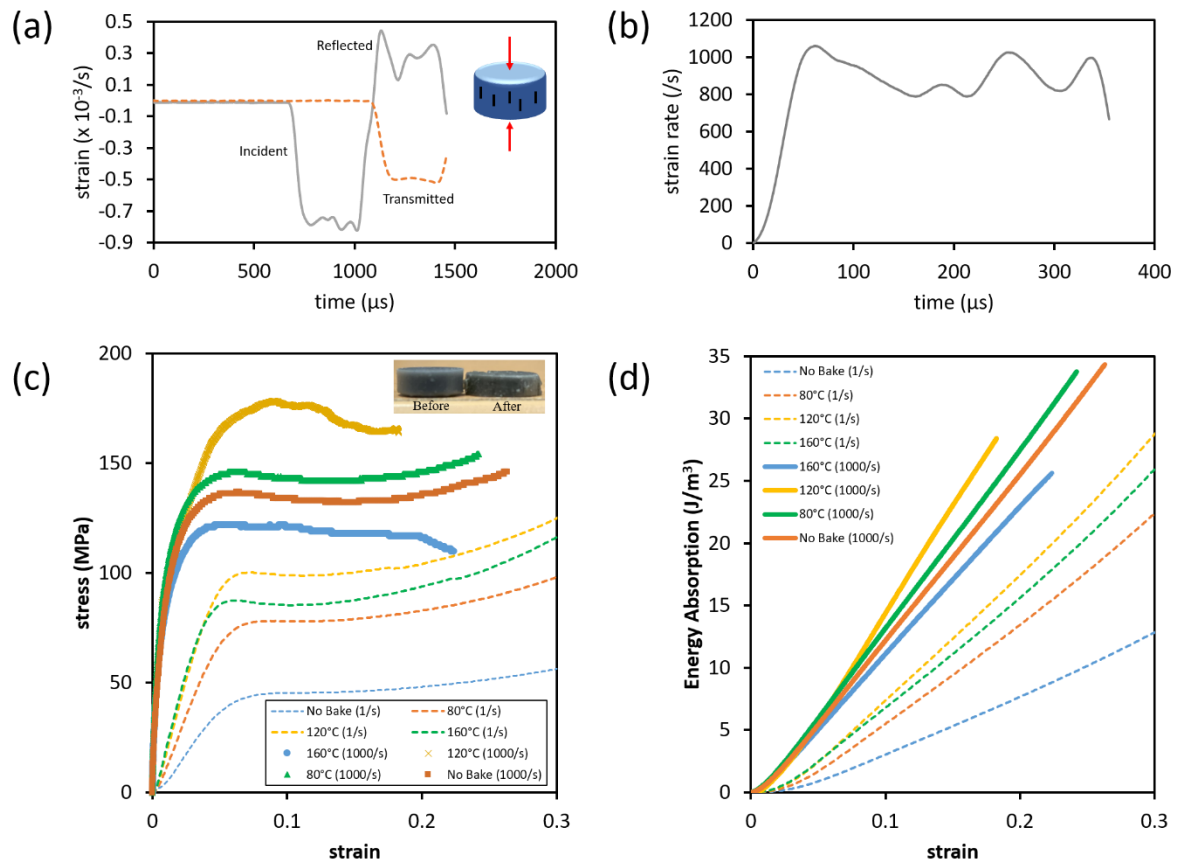 (a)
0.5
0.3
0.1
-0.1
-0.3
-0.5
-0.7
-0.9
strain (x 10⁻³/s)
Reflected
Incident
Transmitted
0
500
1000
1500
2000
time (µs)
(b)
1200
1000
800
600
400
200
0
strain rate (/s)
0
100
200
300
400
time (µs)
(c)
200
150
100
50
0
stress (MPa)
Before
After
No Bake (1/s)
80°C (1/s)
120°C (1/s)
160°C (1/s)
160°C (1000/s)
120°C (1000/s)
80°C (1000/s)
No Bake (1000/s)
0
0.1
0.2
0.3
strain
(d)
35
30
25
20
15
10
5
0
Energy Absorption (J/m³)
No Bake (1/s)
80°C (1/s)
120°C (1/s)
160°C (1/s)
160°C (1000/s)
120°C (1000/s)
80°C (1000/s)
No Bake (1000/s)
0
0.1
0.2
0.3
strain